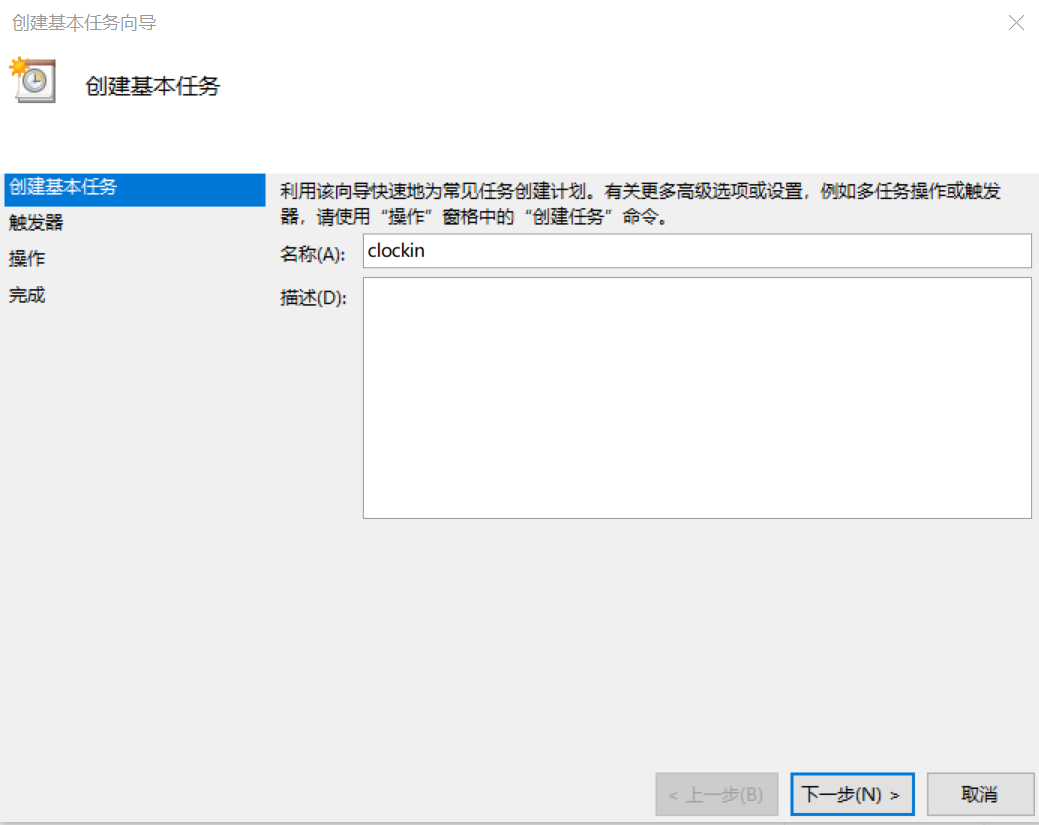 创建基本任务向导
创建基本任务
创建基本任务
触发器
操作
完成
利用该向导快速地为常见任务创建计划。有关更多高级选项或设置，例如多任务操作或触发
器，请使用“操作”窗格中的“创建任务”命令。
名称(A):
clockin
描述(D):
< 上一步(B)
下一步(N) >
取消